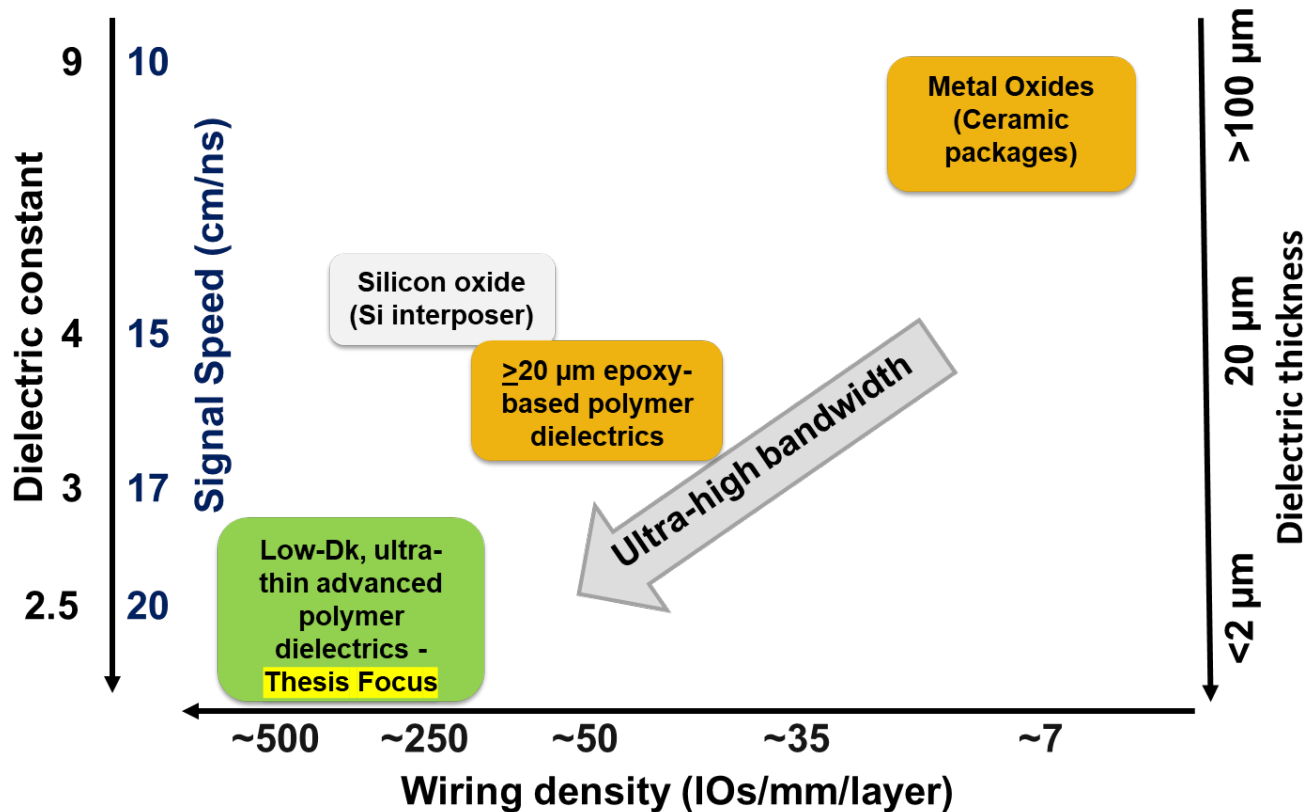 Dielectric constant
9
4
3
2.5
Signal Speed (cm/ns)
10
15
17
20
Metal Oxides
(Ceramic
packages)
Silicon oxide
(Si interposer)
≥20 µm epoxy-
based polymer
dielectrics
Low-Dk, ultra-
thin advanced
polymer
dielectrics -
Thesis Focus
Ultra-high bandwidth
>100 µm
20 µm
<2 µm
Dielectric thickness
~500
~250
~50
~35
~7
Wiring density (IOs/mm/layer)